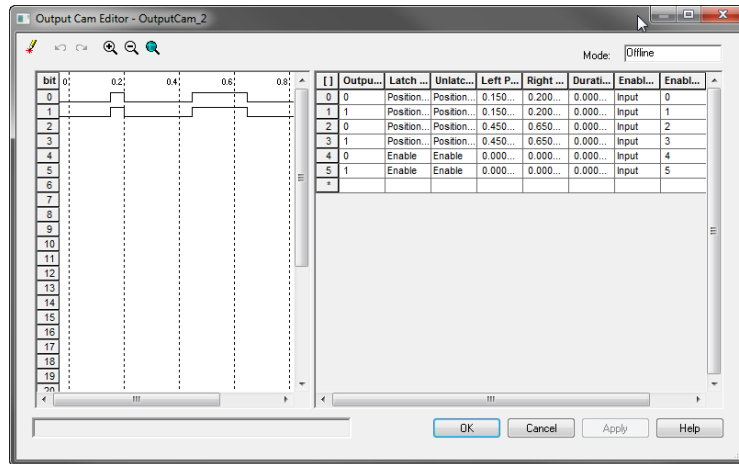 Output Cam Editor - OutputCam_2
Mode: Offline
bit 0 0.2 0.4 0.6 0.8
0
1
2
3
4
5
6
7
8
9
10
11
12
13
14
15
16
17
18
19
20
[ ] Outpu... Latch ... Unlatc... Left P... Right ... Durati... Enabl... Enabl...
0 0 Position... Position... 0.150... 0.200... 0.000... Input 0
1 1 Position... Position... 0.150... 0.200... 0.000... Input 1
2 0 Position... Position... 0.450... 0.650... 0.000... Input 2
3 1 Position... Position... 0.450... 0.650... 0.000... Input 3
4 0 Enable Enable 0.000... 0.000... 0.000... Input 4
5 1 Enable Enable 0.000... 0.000... 0.000... Input 5
*
OK Cancel Apply Help